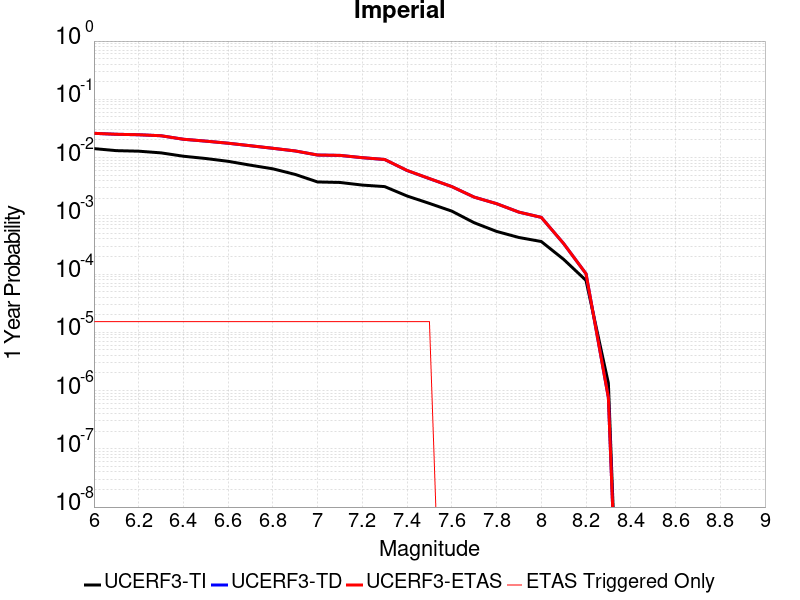 Imperial
10^0
10^-1
10^-2
10^-3
10^-4
10^-5
10^-6
10^-7
10^-8
1 Year Probability
6 6.2 6.4 6.6 6.8 7 7.2 7.4 7.6 7.8 8 8.2 8.4 8.6 8.8 9
Magnitude
UCERF3-TI UCERF3-TD UCERF3-ETAS ETAS Triggered Only